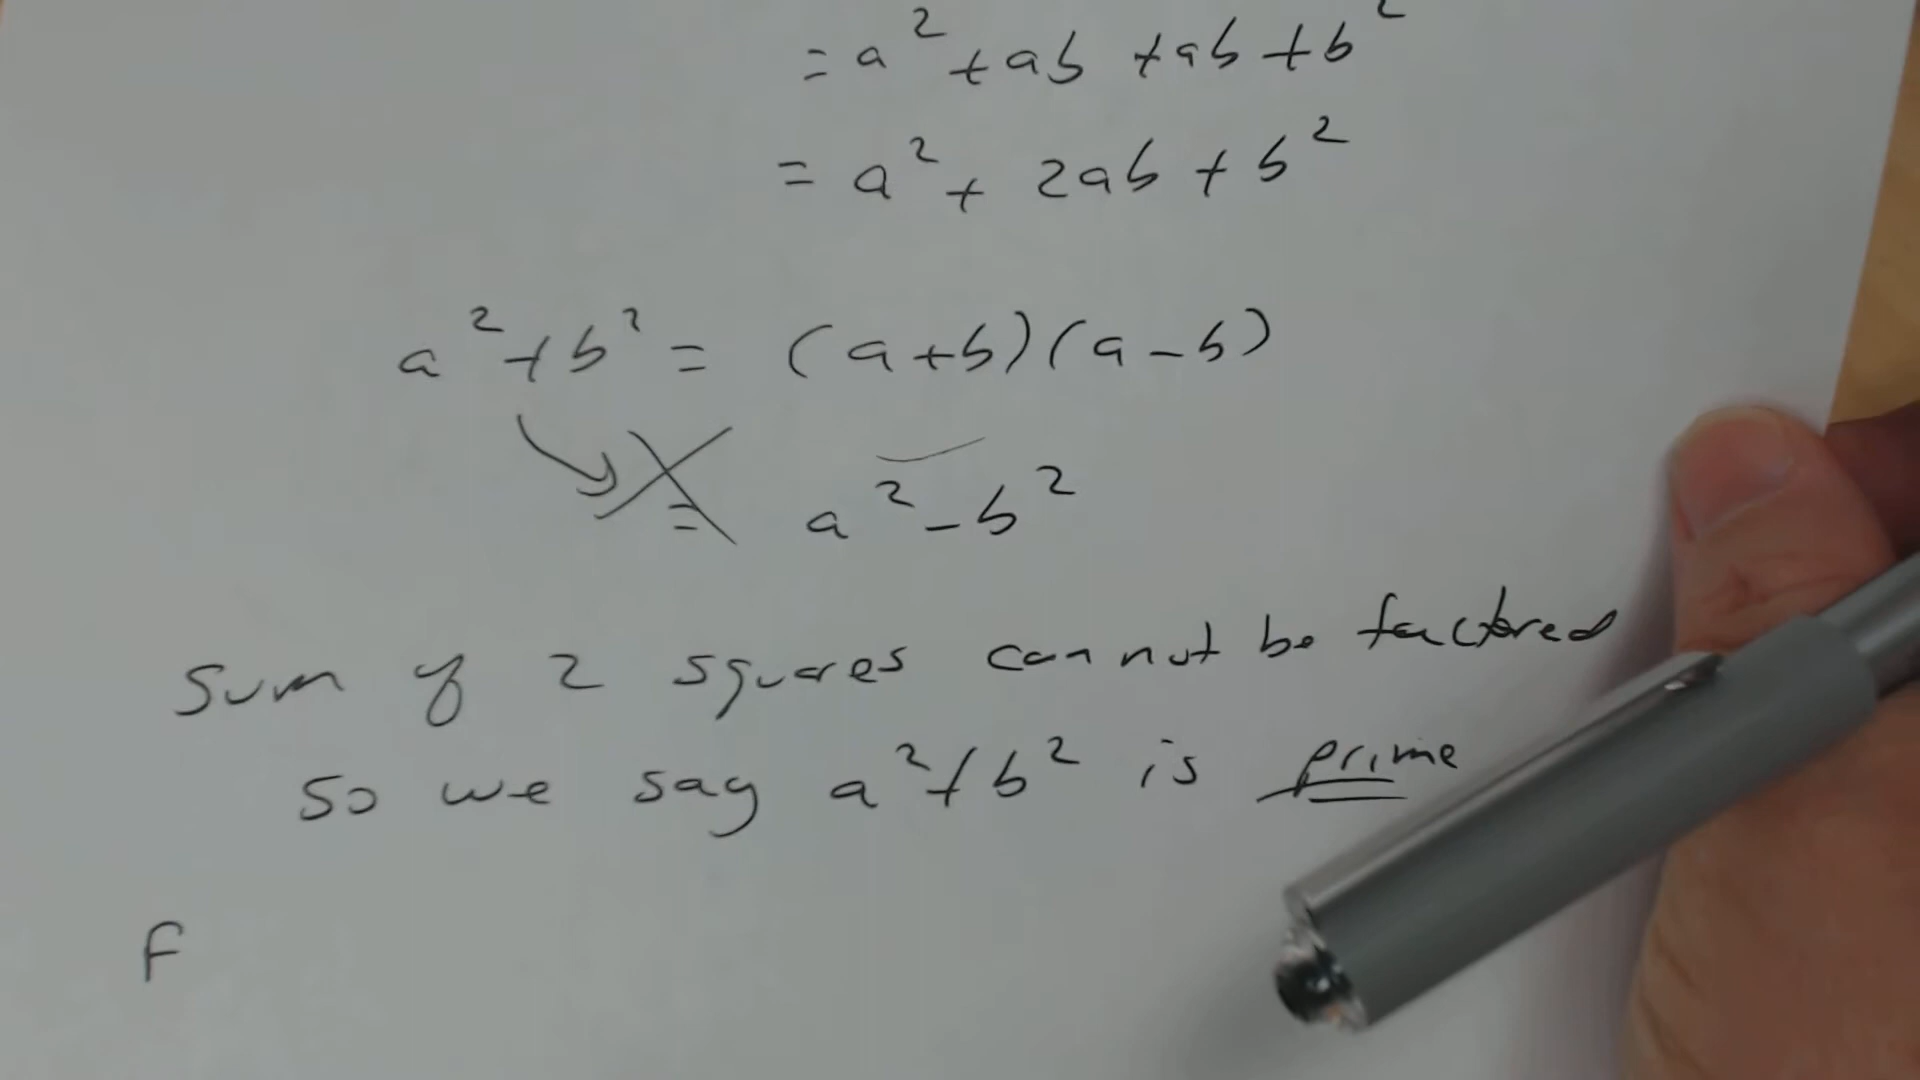 = a² + ab + ab + b²
= a² + 2ab + b²
a² + b² = (a+b)(a-b)
= a² - b²
Sum of 2 squares cannot be factored
so we say a² + b² is prime
F